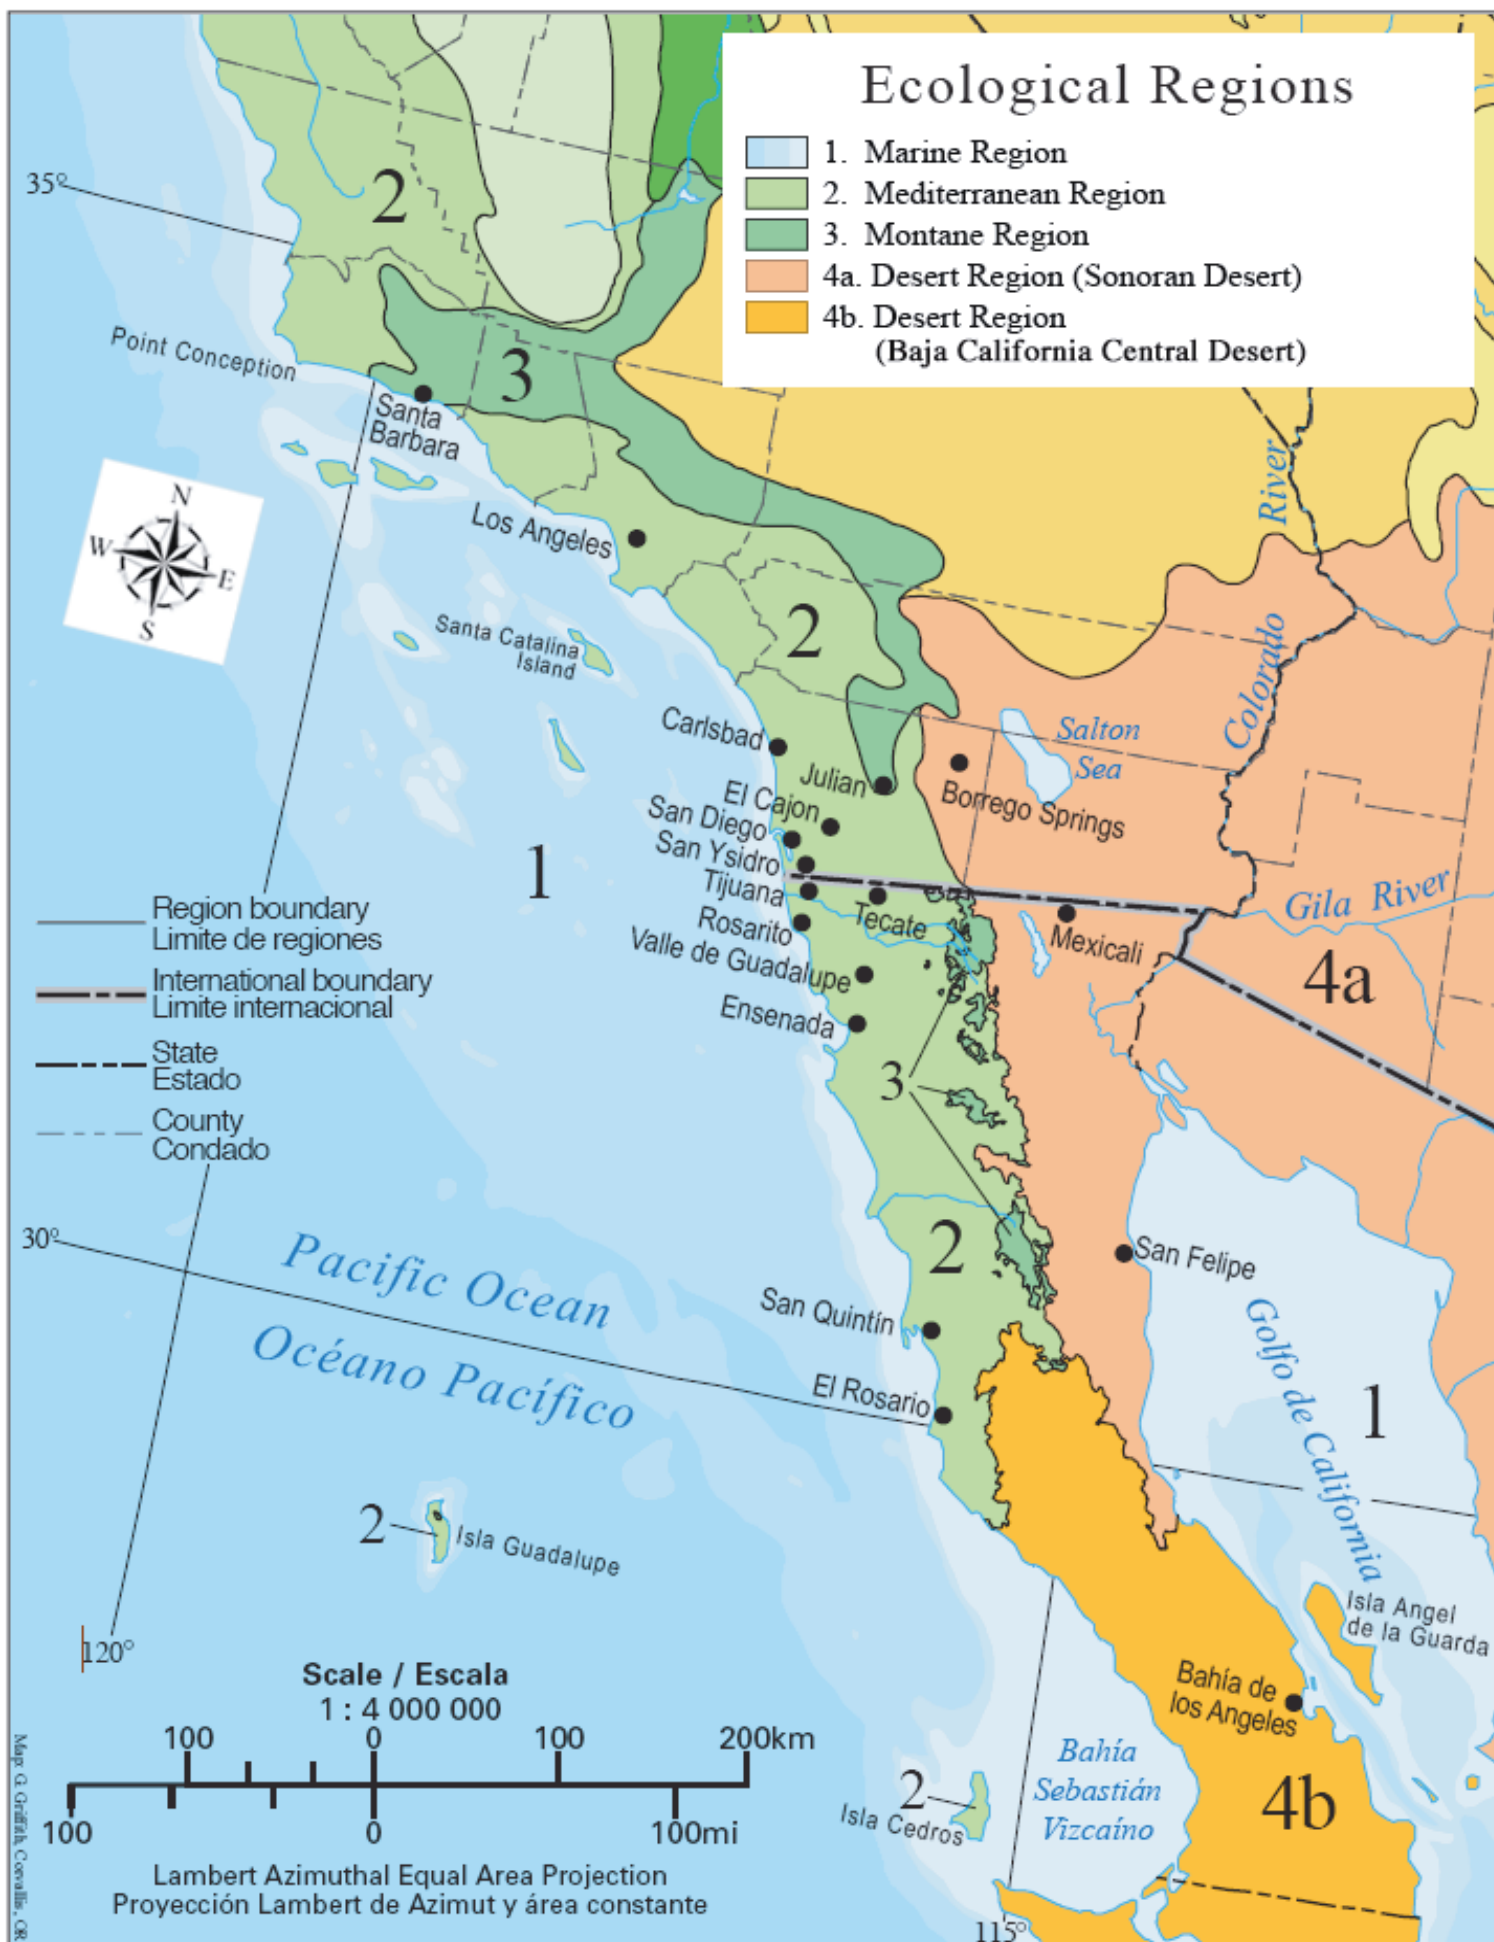 Ecological Regions
1. Marine Region
2. Mediterranean Region
3. Montane Region
4a. Desert Region (Sonoran Desert)
4b. Desert Region
(Baja California Central Desert)
35°
2
Point Conception
3
Santa
Barbara
N
W
E
S
Los Angeles
River
Colorado
Santa Catalina
Island
2
Carlsbad
Salton
Sea
Julian
Borrego Springs
El Cajon
San Diego
San Ysidro
1
Tijuana
Tecate
Rosarito
Mexicali
Gila River
4a
Valle de Guadalupe
Ensenada
3
Region boundary
Limite de regiones
International boundary
Limite internacional
State
Estado
County
Condado
30°
Pacific Ocean
Océano Pacífico
2
San Felipe
San Quintín
El Rosario
Golfo de California
1
2
Isla Guadalupe
Isla Angel
de la Guarda
120°
Bahía de
los Angeles
Scale / Escala
1 : 4 000 000
100 0 100 200km
100 0 100mi
Lambert Azimuthal Equal Area Projection
Proyección Lambert de Azimut y área constante
Bahía
Sebastián
Vizcaíno
2
Isla Cedros
4b
115°
Map: G. Griffith, Corvallis, OR